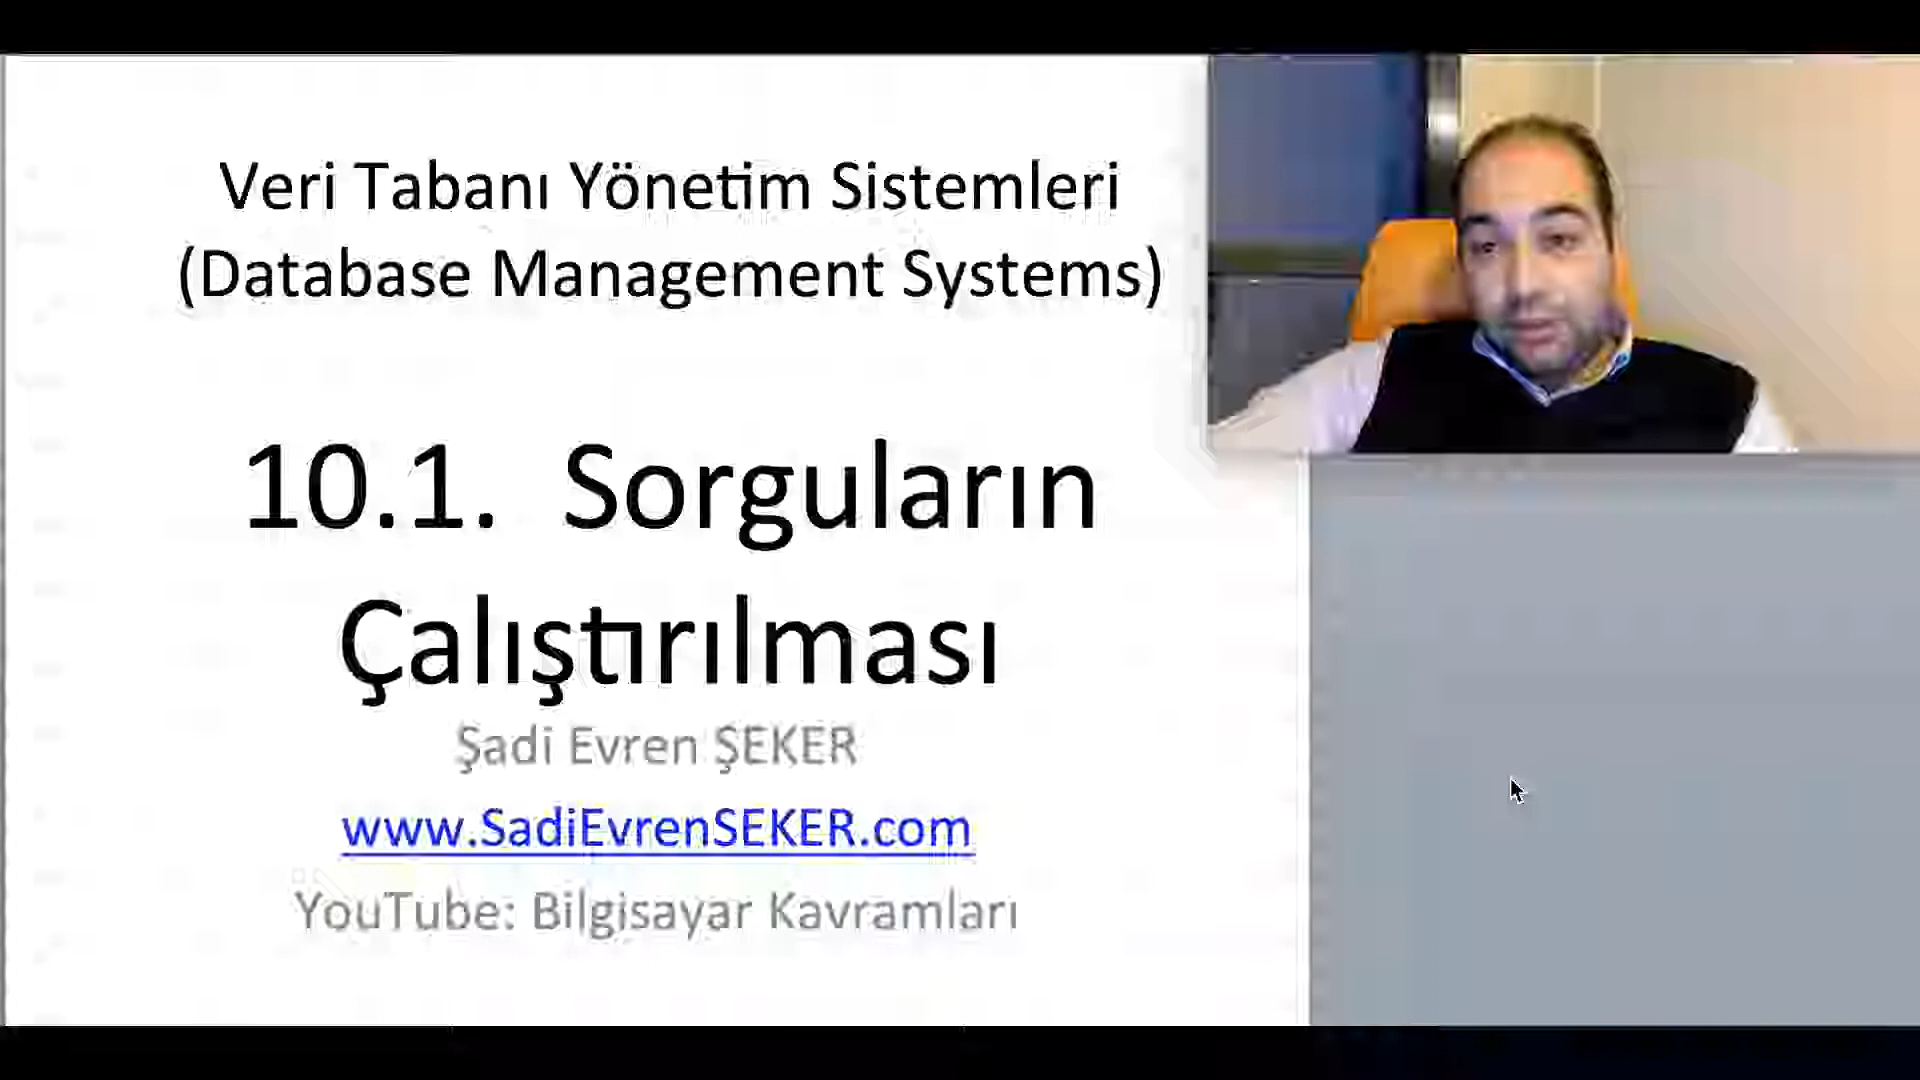 Veri Tabanı Yönetim Sistemleri
(Database Management Systems)
10.1. Sorguların
Çalıştırılması
Şadi Evren ŞEKER
www.SadiEvrenSEKER.com
YouTube: Bilgisayar Kavramları